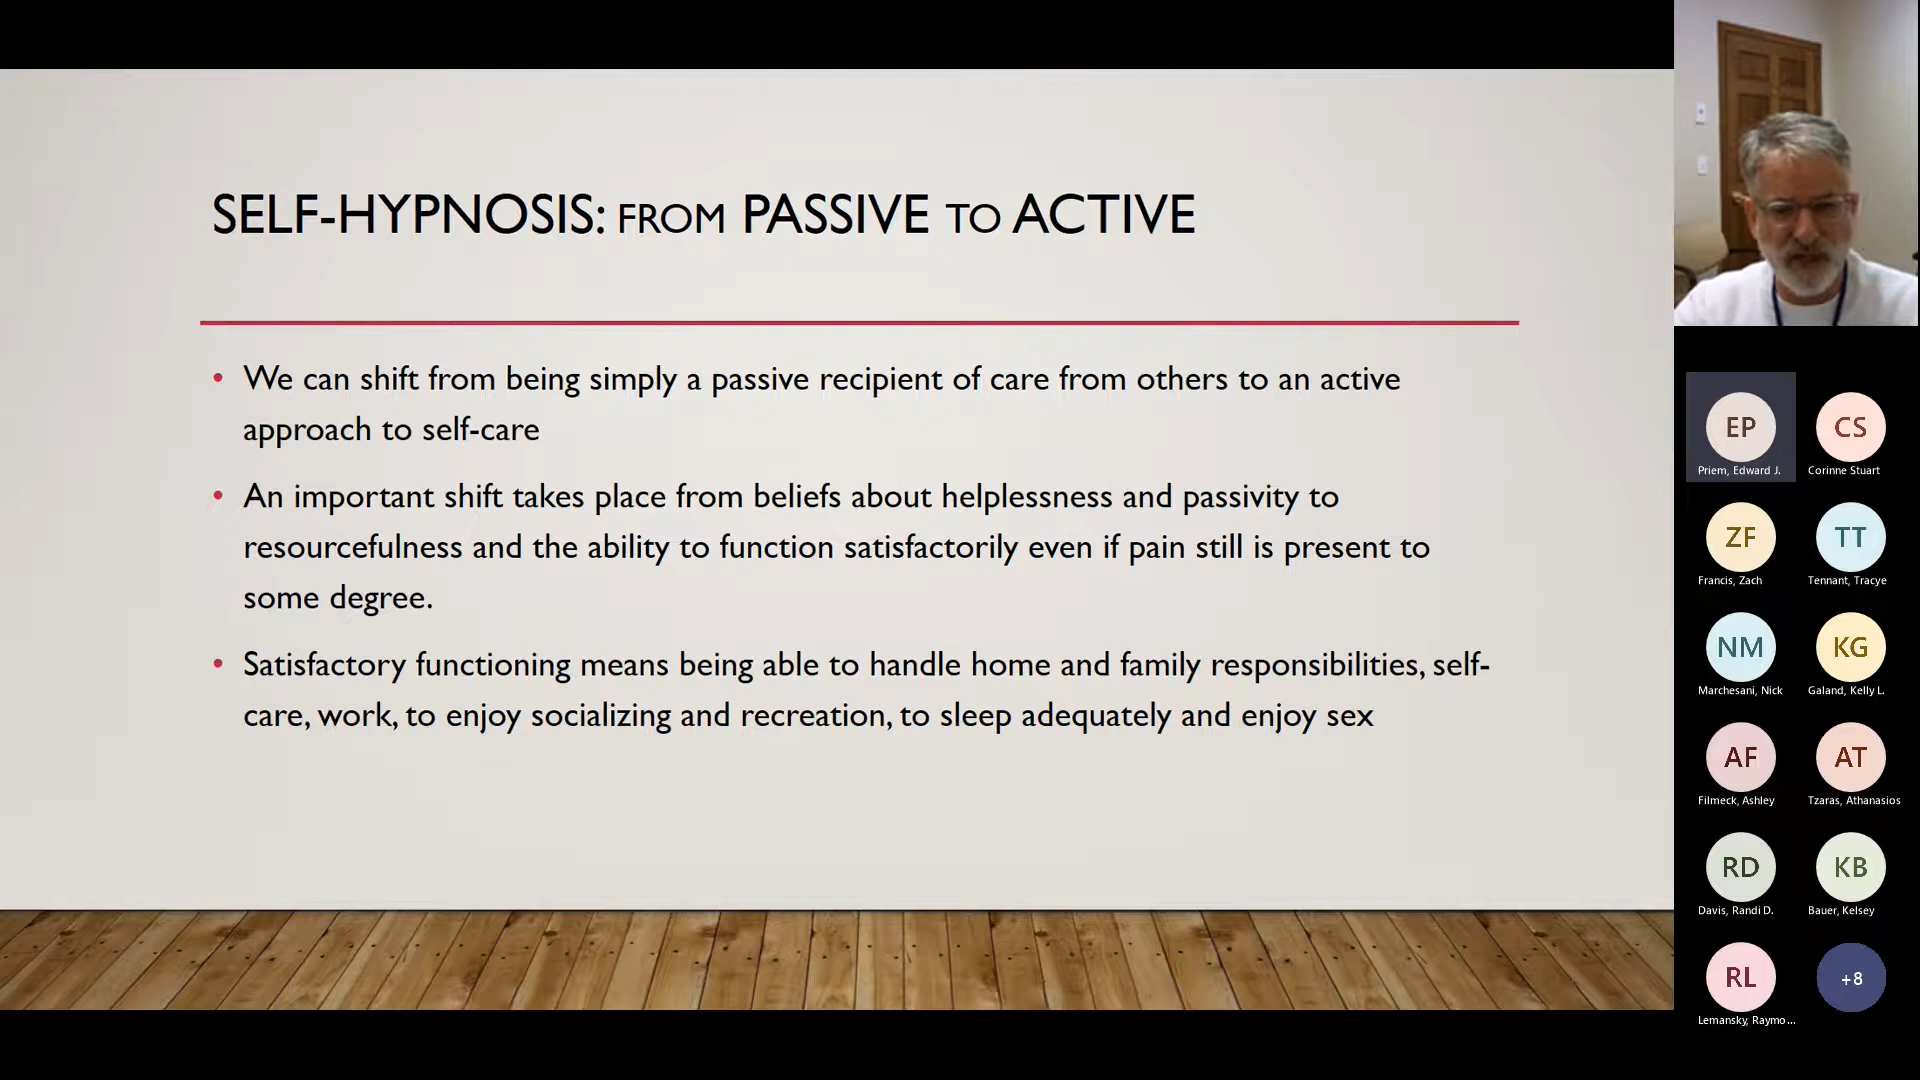 SELF-HYPNOSIS: FROM PASSIVE TO ACTIVE
• We can shift from being simply a passive recipient of care from others to an active
approach to self-care
• An important shift takes place from beliefs about helplessness and passivity to
resourcefulness and the ability to function satisfactorily even if pain still is present to
some degree.
• Satisfactory functioning means being able to handle home and family responsibilities, self-
care, work, to enjoy socializing and recreation, to sleep adequately and enjoy sex
EP
CS
Priem, Edward J.
Corinne Stuart
ZF
TT
Francis, Zach
Tennant, Tracye
NM
KG
Marchesani, Nick
Galand, Kelly L.
AF
AT
Filmeck, Ashley
Tzaras, Athanasios
RD
KB
Davis, Randi D.
Bauer, Kelsey
RL
+8
Lemansky, Raymo...